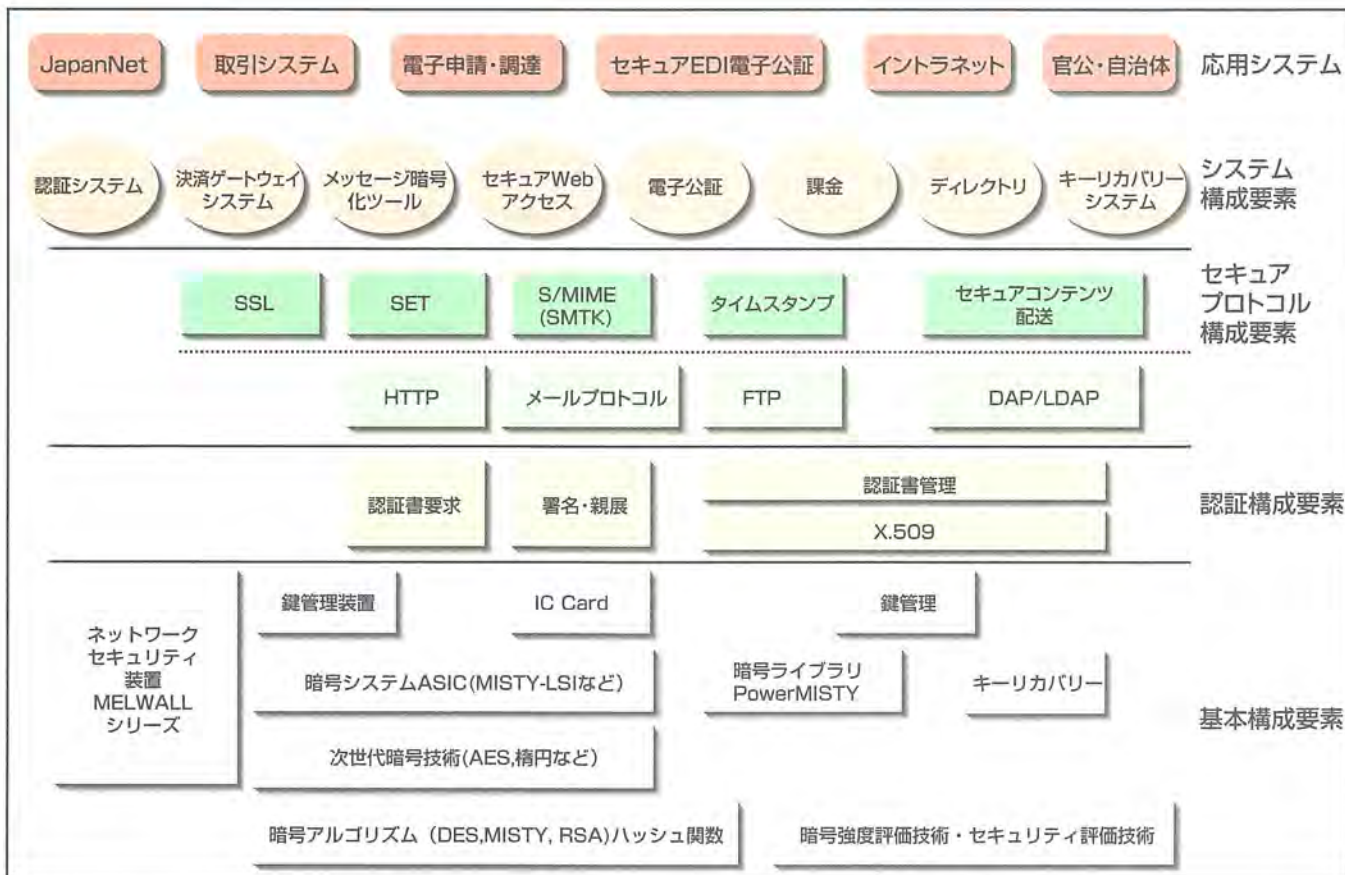 JapanNet
取引システム
電子申請・調達
セキュアEDI電子公証
イントラネット
官公・自治体
応用システム
認証システム
決済ゲートウェイ
システム
メッセージ暗号
化ツール
セキュアWeb
アクセス
電子公証
課金
ディレクトリ
キーリカバリー
システム
システム
構成要素
SSL
SET
S/MIME
(SMTK)
タイムスタンプ
セキュアコンテンツ
配送
セキュア
プロトコル
構成要素
HTTP
メールプロトコル
FTP
DAP/LDAP
認証書要求
署名・親展
認証書管理
X.509
認証構成要素
ネットワーク
セキュリティ
装置
MELWALL
シリーズ
鍵管理装置
IC Card
鍵管理
暗号システムASIC(MISTY-LSIなど)
暗号ライブラリ
PowerMISTY
キーリカバリー
基本構成要素
次世代暗号技術(AES,楕円など)
暗号アルゴリズム (DES,MISTY, RSA)ハッシュ関数
暗号強度評価技術・セキュリティ評価技術